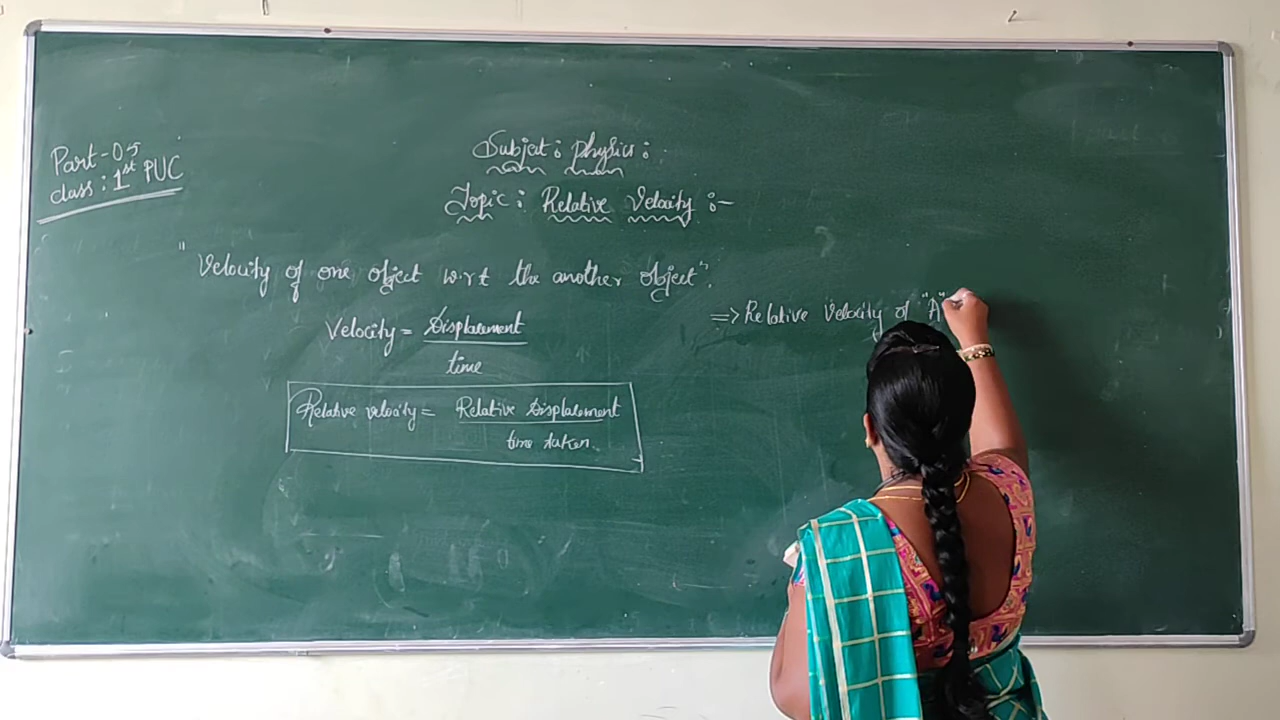 Part-05
class: 1st PUC
Subject: physics:
Topic: Relative Velocity :-
"Velocity of one object w.r.t the another object".
Velocity = Displacement
time
Relative velocity = Relative Displacement
time taken.
=> Relative Velocity of "A"